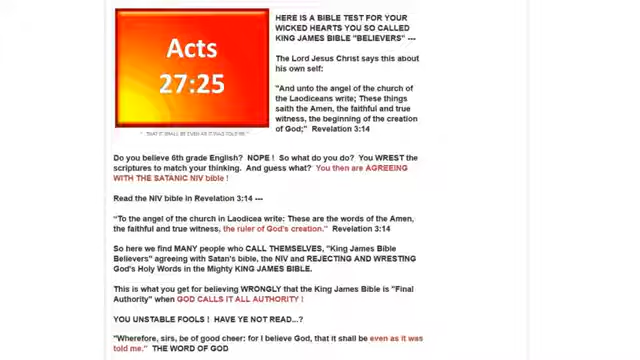 Acts
27:25
" THAT IT SHALL BE EVEN AS IT WAS TOLD ME "
HERE IS A BIBLE TEST FOR YOUR
WICKED HEARTS YOU SO CALLED
KING JAMES BIBLE "BELIEVERS" ---
The Lord Jesus Christ says this about
his own self:
"And unto the angel of the church of
the Laodiceans write; These things
saith the Amen, the faithful and true
witness, the beginning of the creation
of God;" Revelation 3:14
Do you believe 6th grade English? NOPE ! So what do you do? You WREST the
scriptures to match your thinking. And guess what? You then are AGREEING
WITH THE SATANIC NIV bible !
Read the NIV bible in Revelation 3:14 ---
"To the angel of the church in Laodicea write: These are the words of the Amen,
the faithful and true witness, the ruler of God's creation." Revelation 3:14
So here we find MANY people who CALL THEMSELVES, "King James Bible
Believers" agreeing with Satan's bible, the NIV and REJECTING AND WRESTING
God's Holy Words in the Mighty KING JAMES BIBLE.
This is what you get for believing WRONGLY that the King James Bible is "Final
Authority" when GOD CALLS IT ALL AUTHORITY !
YOU UNSTABLE FOOLS ! HAVE YE NOT READ...?
"Wherefore, sirs, be of good cheer: for I believe God, that it shall be even as it was
told me." THE WORD OF GOD